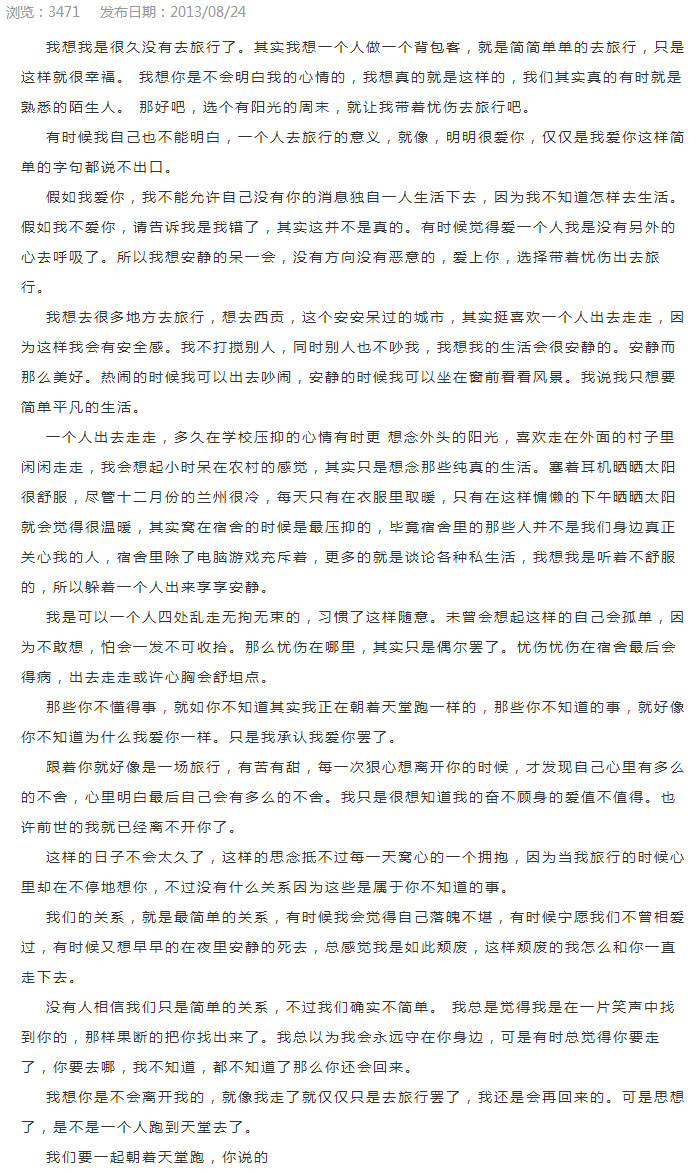 浏览：3471 发布日期：2013/08/24
我想我是很久没有去旅行了。其实我想一个人做一个背包客，就是简简单单的去旅行，只是
这样就很幸福。 我想你是不会明白我的心情的，我想真的就是这样的，我们其实真的有时就是
熟悉的陌生人。 那好吧，选个有阳光的周末，就让我带着忧伤去旅行吧。
有时候我自己也不能明白，一个人去旅行的意义，就像，明明很爱你，仅仅是我爱你这样简
单的字句都说不出口。
假如我爱你，我不能允许自己没有你的消息独自一人生活下去，因为我不知道怎样去生活。
假如我不爱你，请告诉我是我错了，其实这并不是真的。有时候觉得爱一个人我是没有另外的
心去呼吸了。所以我想安静的呆一会，没有方向没有恶意的，爱上你，选择带着忧伤出去旅
行。
我想去很多地方去旅行，想去西贡，这个安安呆过的城市，其实挺喜欢一个人出去走走，因
为这样我会有安全感。我不打搅别人，同时别人也不吵我，我想我的生活会很安静的。安静而
那么美好。热闹的时候我可以出去吵闹，安静的时候我可以坐在窗前看看风景。我说我只想要
简单平凡的生活。
一个人出去走走，多久在学校压抑的心情有时更 想念外头的阳光，喜欢走在外面的村子里
闲闲走走，我会想起小时呆在农村的感觉，其实只是想念那些纯真的生活。塞着耳机晒晒太阳
很舒服，尽管十二月份的兰州很冷，每天只有在衣服里取暖，只有在这样慵懒的下午晒晒太阳
就会觉得很温暖，其实窝在宿舍的时候是最压抑的，毕竟宿舍里的那些人并不是我们身边真正
关心我的人，宿舍里除了电脑游戏充斥着，更多的就是谈论各种私生活，我想我是听着不舒服
的，所以躲着一个人出来享享安静。
我是可以一个人四处乱走无拘无束的，习惯了这样随意。未曾会想起这样的自己会孤单，因
为不敢想，怕会一发不可收拾。那么忧伤在哪里，其实只是偶尔罢了。忧伤忧伤在宿舍最后会
得病，出去走走或许心胸会舒坦点。
那些你不懂得事，就如你不知道其实我正在朝着天堂跑一样的，那些你不知道的事，就好像
你不知道为什么我爱你一样。只是我承认我爱你罢了。
跟着你就好像是一场旅行，有苦有甜，每一次狠心想离开你的时候，才发现自己心里有多么
的不舍，心里明白最后自己会有多么的不舍。我只是很想知道我的奋不顾身的爱值不值得。也
许前世的我就已经离不开你了。
这样的日子不会太久了，这样的思念抵不过每一天窝心的一个拥抱，因为当我旅行的时候心
里却在不停地想你，不过没有什么关系因为这些是属于你不知道的事。
我们的关系，就是最简单的关系，有时候我会觉得自己落魄不堪，有时候宁愿我们不曾相爱
过，有时候又想早早的在夜里安静的死去，总感觉我是如此颓废，这样颓废的我怎么和你一直
走下去。
没有人相信我们只是简单的关系，不过我们确实不简单。 我总是觉得我是在一片笑声中找
到你的，那样果断的把你找出来了。我总以为我会永远守在你身边，可是有时总觉得你要走
了，你要去哪，我不知道，都不知道了那么你还会回来。
我想你是不会离开我的，就像我走了就仅仅只是去旅行罢了，我还是会再回来的。可是思想
了，是不是一个人跑到天堂去了。
我们要一起朝着天堂跑，你说的